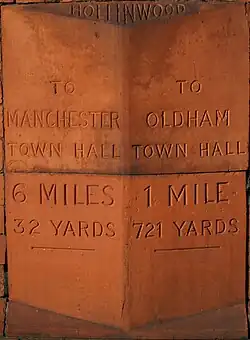 HOLLINWOOD
TO
MANCHESTER
TOWN HALL
6 MILES
32 YARDS
TO
OLDHAM
TOWN HALL
1 MILE
721 YARDS